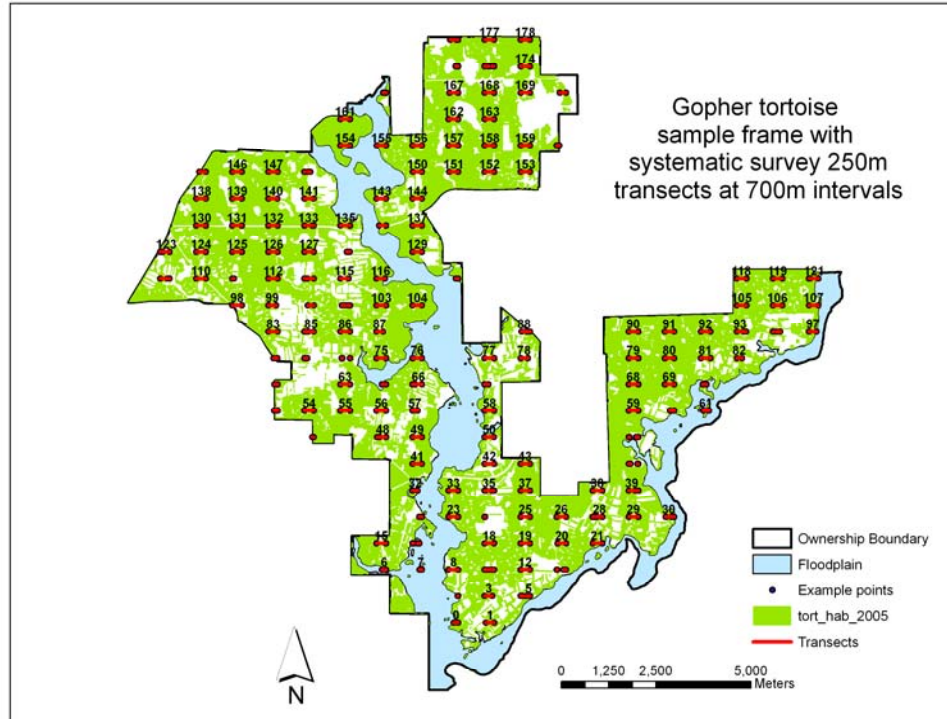 177 178
174
Gopher tortoise
sample frame with
systematic survey 250m
transects at 700m intervals
167 168 169
161 162 163
154 155 156 157 158 159
146 147 150 151 152 153
138 139 140 141 143 144
130 131 132 133 135 137
123 124 125 126 127 129
110 112 115 116 118 119 121
98 99 103 104 105 106 107
83 85 86 87 88 90 91 92 93 97
75 76 77 78 79 80 81 82
63 66 68 69
54 55 56 57 58 59 61
48 49 50
41 42 43
32 33 35 37 38 39
23 25 26 28 29 30
15 18 19 20 21
6 7 8 12
3 5
0 1
Ownership Boundary
Floodplain
Example points
tort_hab_2005
Transects
N
0 1,250 2,500 5,000
Meters